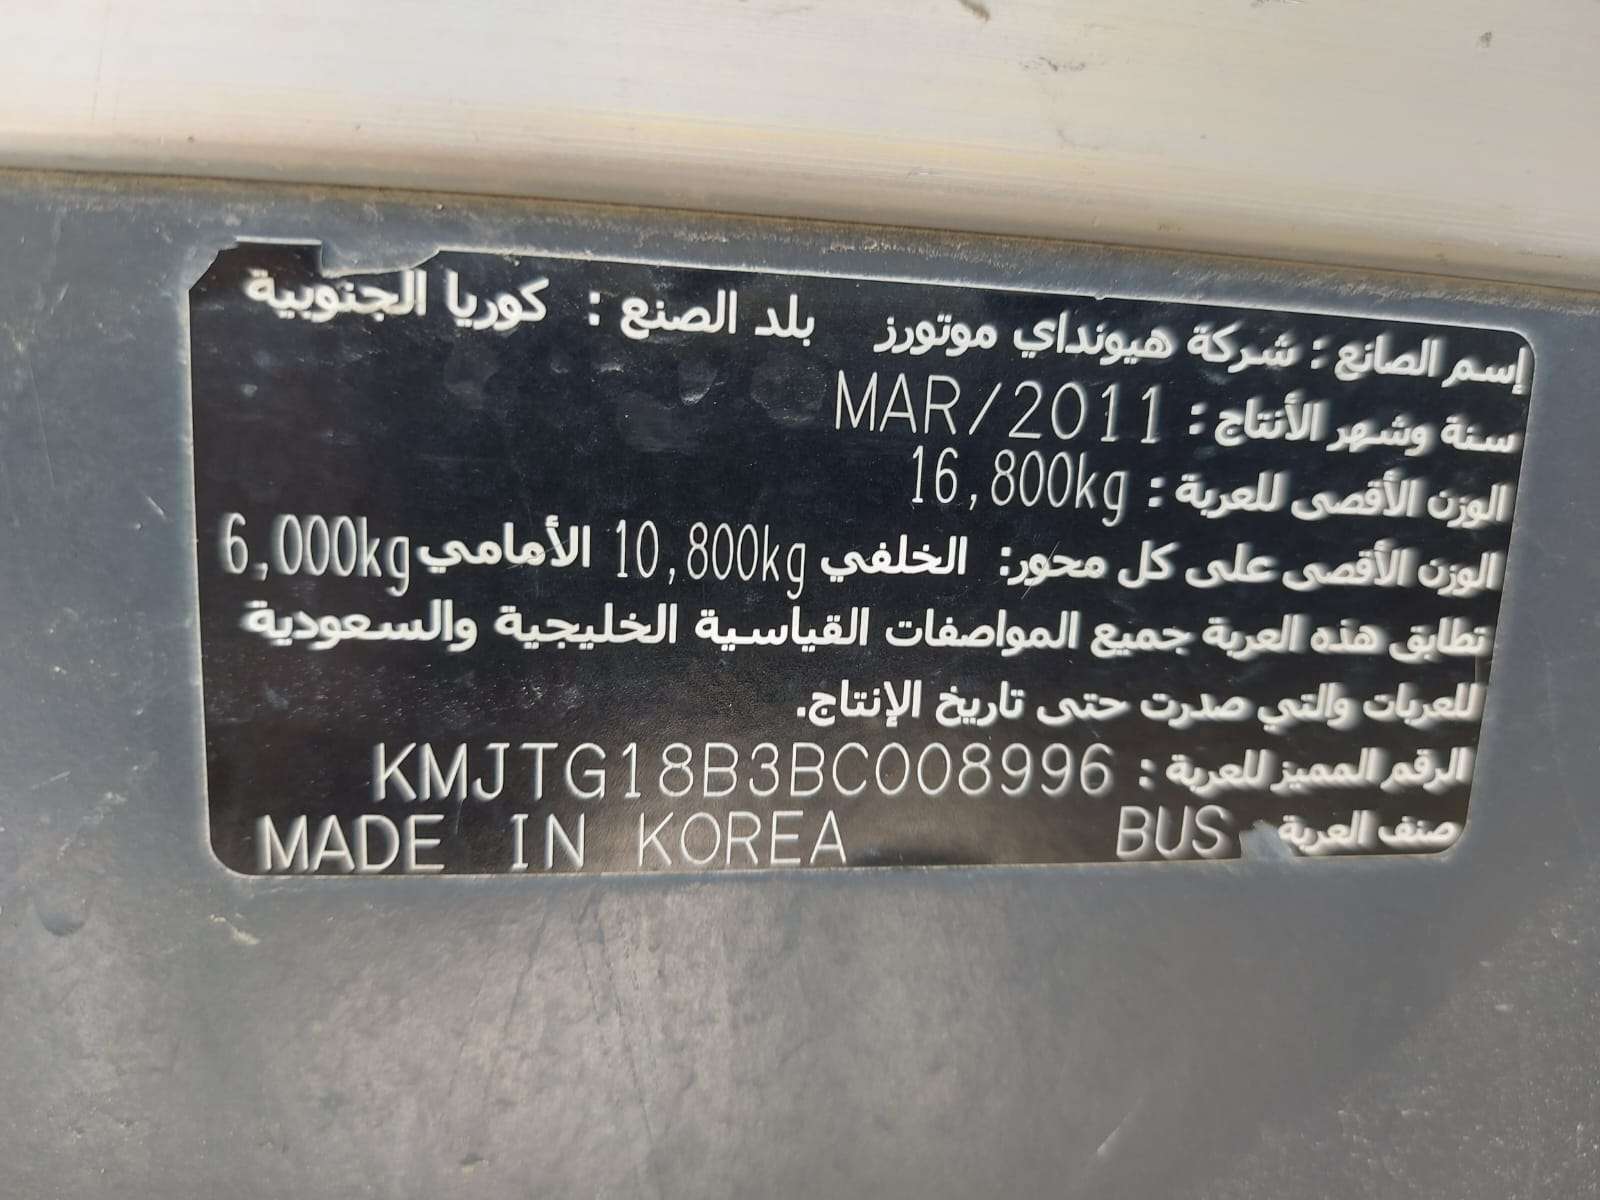 إسم الصانع : شركة هيونداي موتورز بلد الصنع : كوريا الجنوبية
سنة وشهر الأنتاج : MAR/2011
الوزن الأقصى للعربة : 16,800kg
الوزن الأقصى على كل محور: الخلفي 10,800kg الأمامي 6,000kg
تطابق هذه العربة جميع المواصفات القياسية الخليجية والسعودية
للعربات والتي صدرت حتى تاريخ الإنتاج.
الرقم المميز للعربة : KMJTG18B3BC008996
صنف العربة BUS MADE IN KOREA